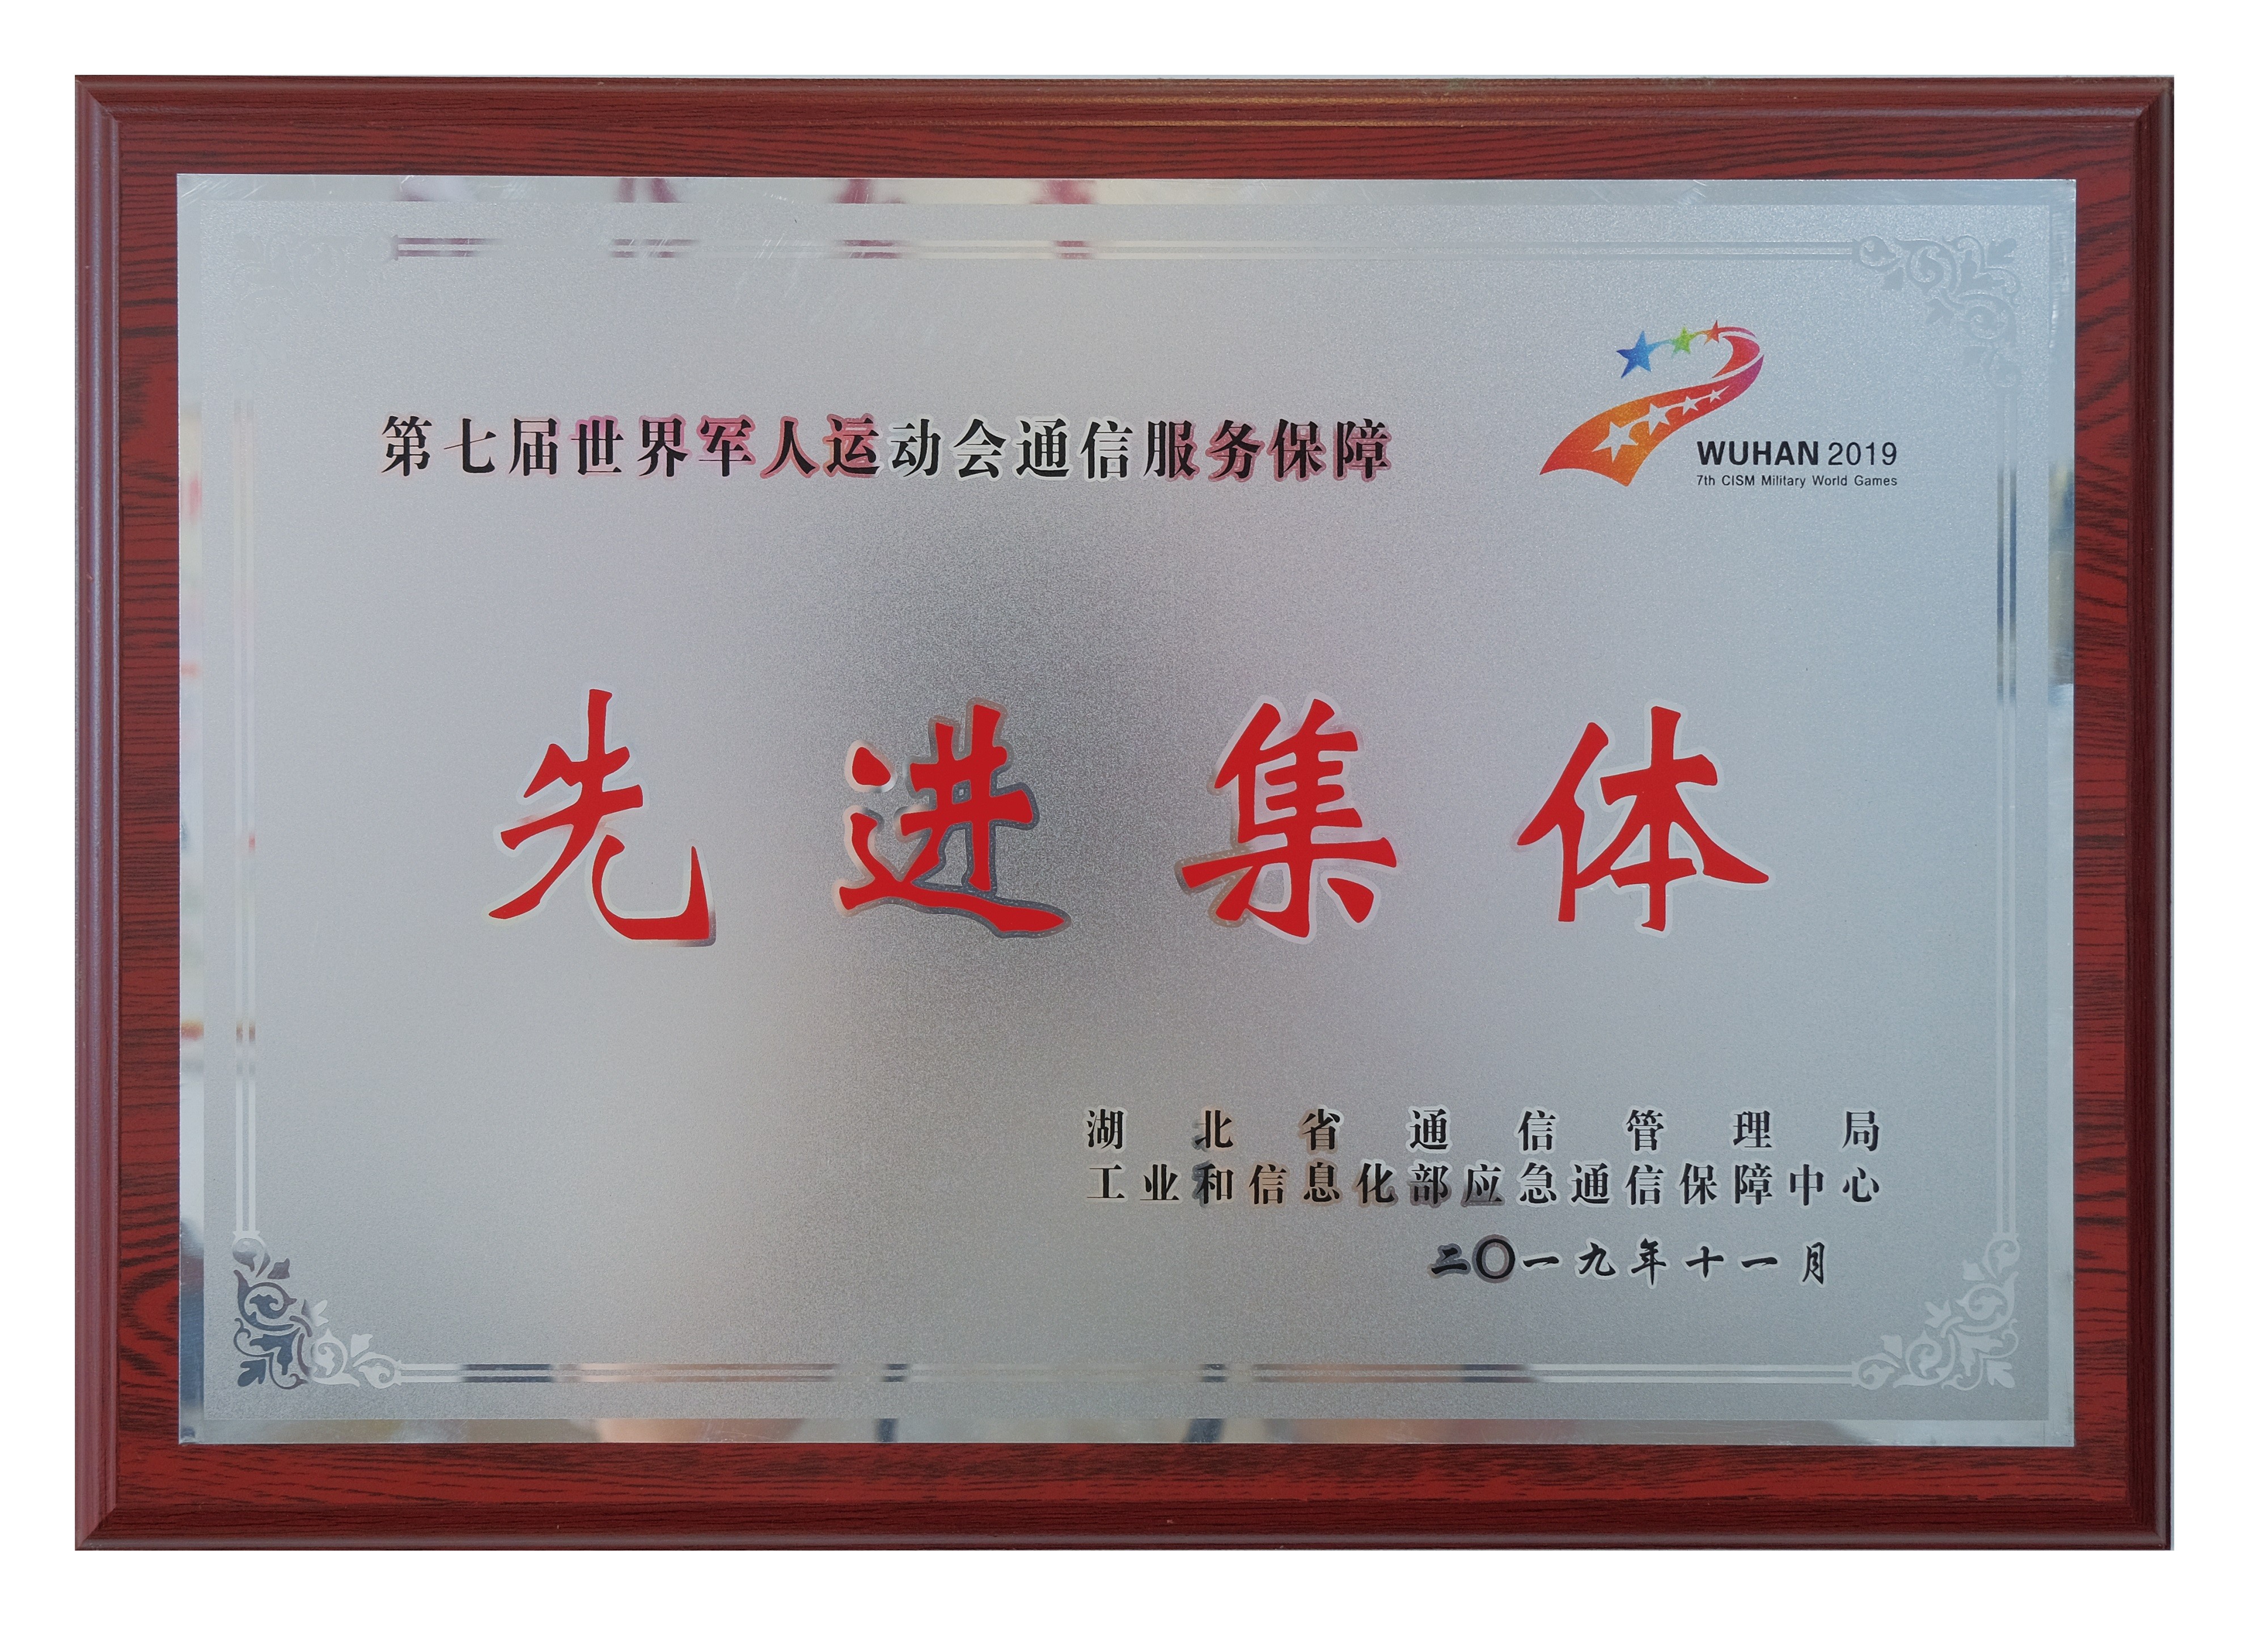 第七届世界军人运动会通信服务保障
WUHAN 2019
7th CISM Military World Games
先进集体
湖北省通信管理局
工业和信息化部应急通信保障中心
二〇一九年十一月